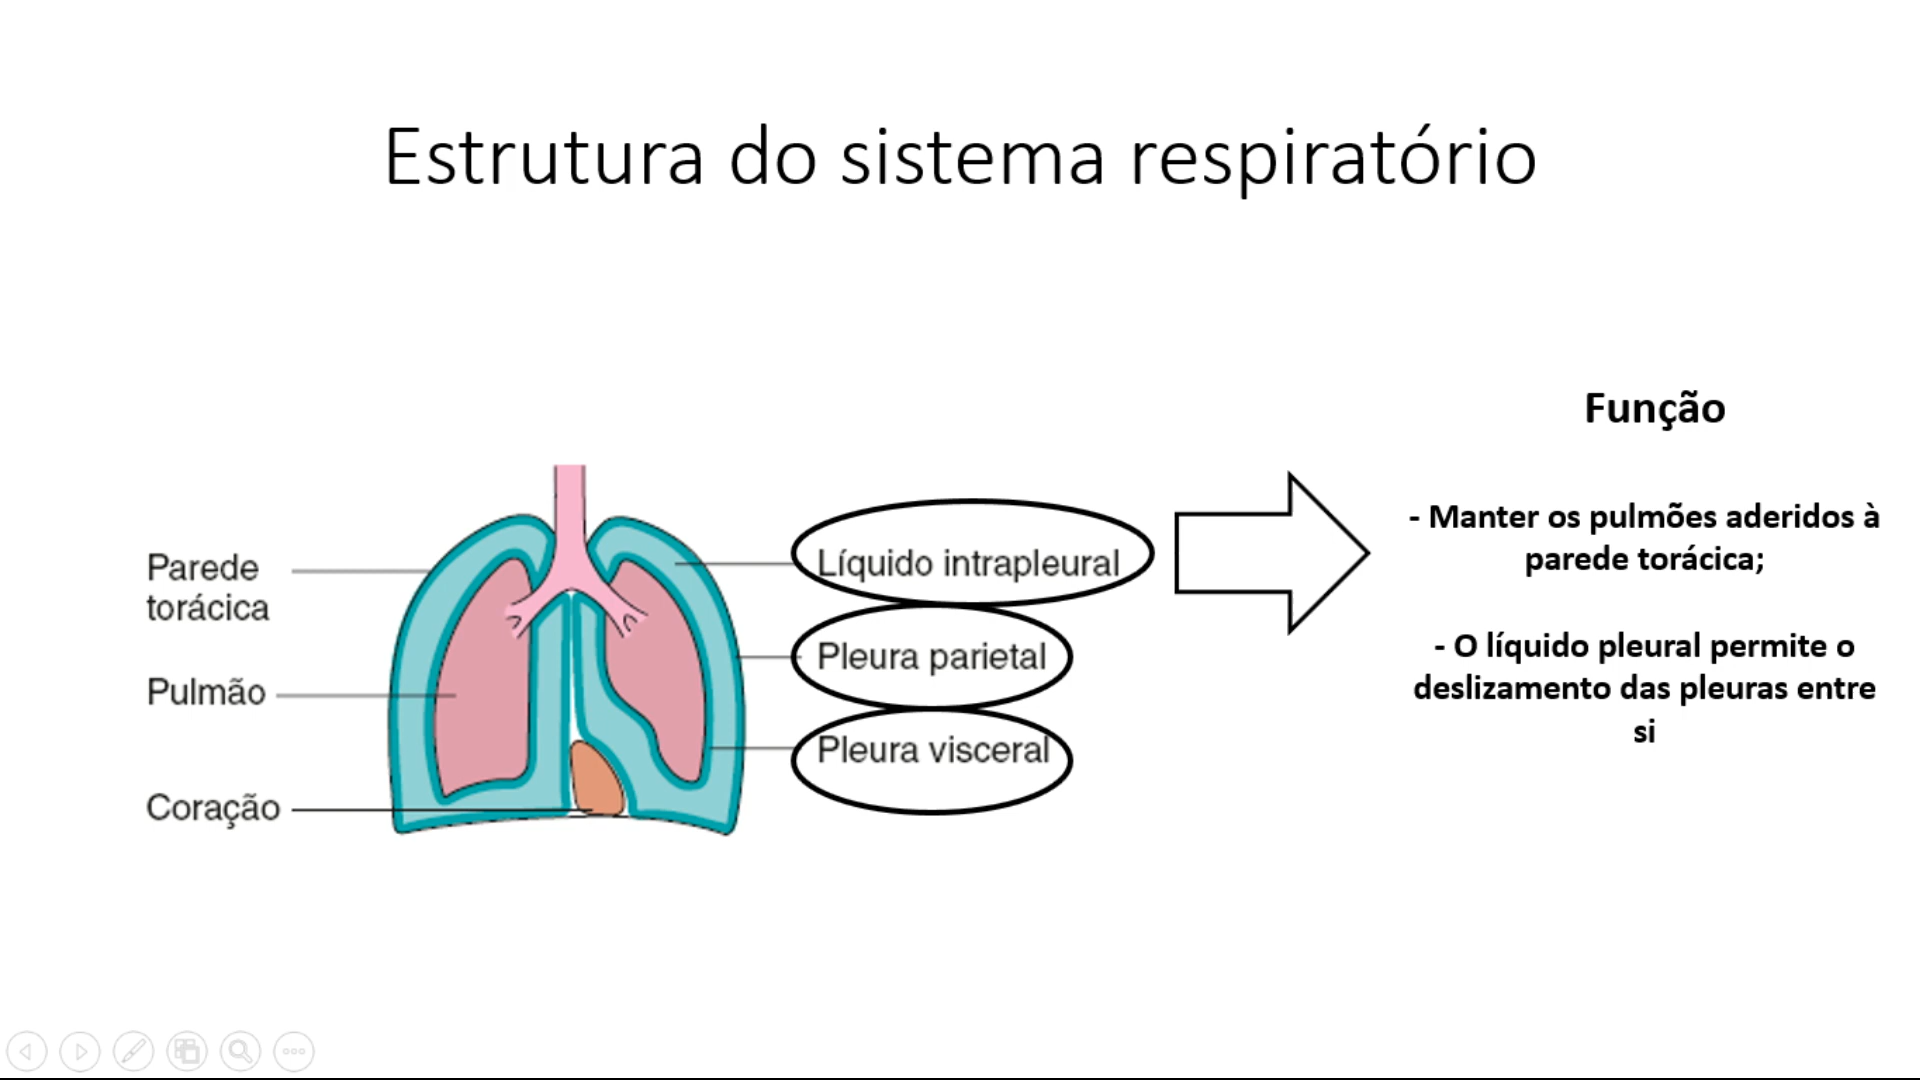 Estrutura do sistema respiratório
Parede
torácica
Pulmão
Coração
Líquido intrapleural
Pleura parietal
Pleura visceral
Função
- Manter os pulmões aderidos à
parede torácica;
- O líquido pleural permite o
deslizamento das pleuras entre
si